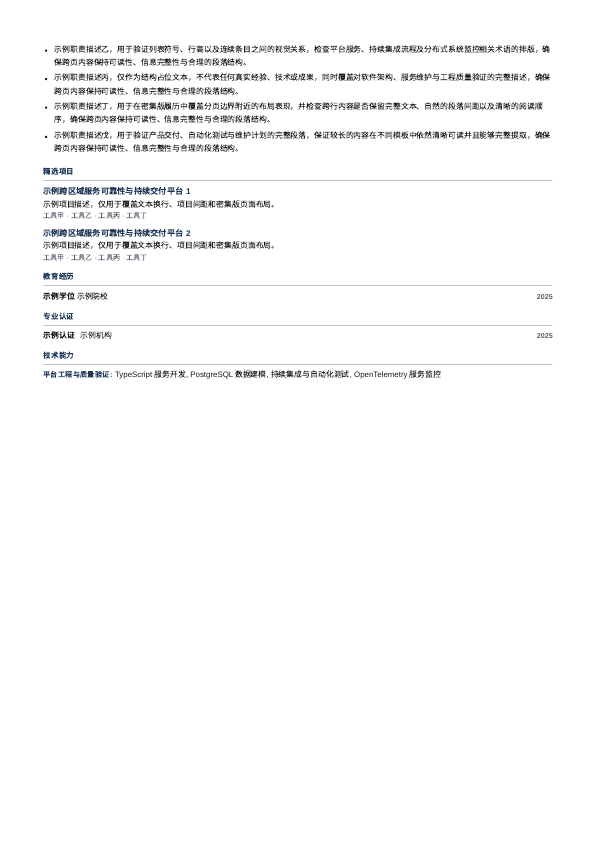 • 示例职责描述乙，用于验证列表符号、行高以及连续条目之间的视觉关系，检查平台服务、持续集成流程及分布式系统监控相关术语的排版，确
保跨页内容保持可读性、信息完整性与合理的段落结构。
• 示例职责描述丙，仅作为结构占位文本，不代表任何真实经验、技术或成果，同时覆盖对软件架构、服务维护与工程质量验证的完整描述，确保
跨页内容保持可读性、信息完整性与合理的段落结构。
• 示例职责描述丁，用于在密集版履历中覆盖分页边界附近的布局表现，并检查跨行内容是否保留完整文本、自然的段落间距以及清晰的阅读顺
序，确保跨页内容保持可读性、信息完整性与合理的段落结构。
• 示例职责描述戊，用于验证产品交付、自动化测试与维护计划的完整段落，保证较长的内容在不同模板中依然清晰可读并且能够完整提取，确保
跨页内容保持可读性、信息完整性与合理的段落结构。
精选项目
示例跨区域服务可靠性与持续交付平台 1
示例项目描述，仅用于覆盖文本换行、项目间距和密集版页面布局。
工具甲 · 工具乙 · 工具丙 · 工具丁
示例跨区域服务可靠性与持续交付平台 2
示例项目描述，仅用于覆盖文本换行、项目间距和密集版页面布局。
工具甲 · 工具乙 · 工具丙 · 工具丁
教育经历
示例学位 示例院校 2025
专业认证
示例认证 示例机构 2025
技术能力
平台工程与质量验证: TypeScript 服务开发, PostgreSQL 数据建模, 持续集成与自动化测试, OpenTelemetry 服务监控